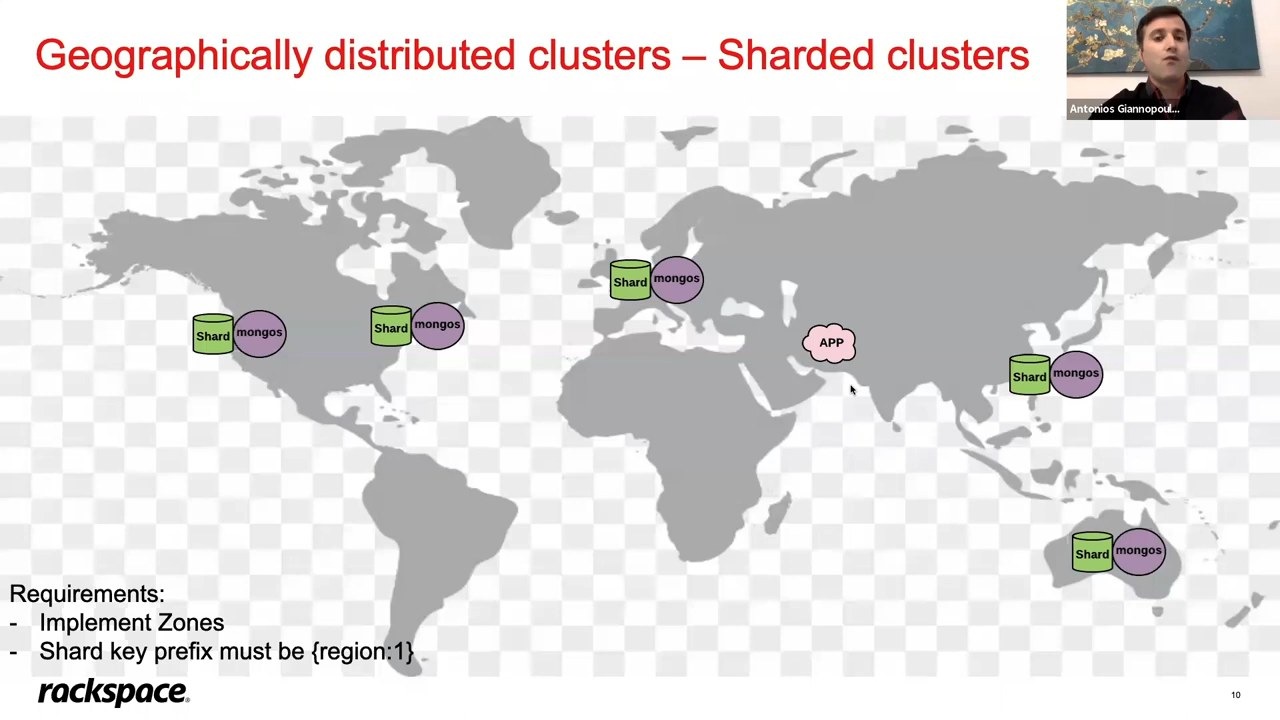 Geographically distributed clusters – Sharded clusters
Antonios Giannopoul...
Shard mongos
Shard mongos
Shard mongos
APP
Shard mongos
Shard mongos
Requirements:
- Implement Zones
- Shard key prefix must be {region:1}
rackspace®
10